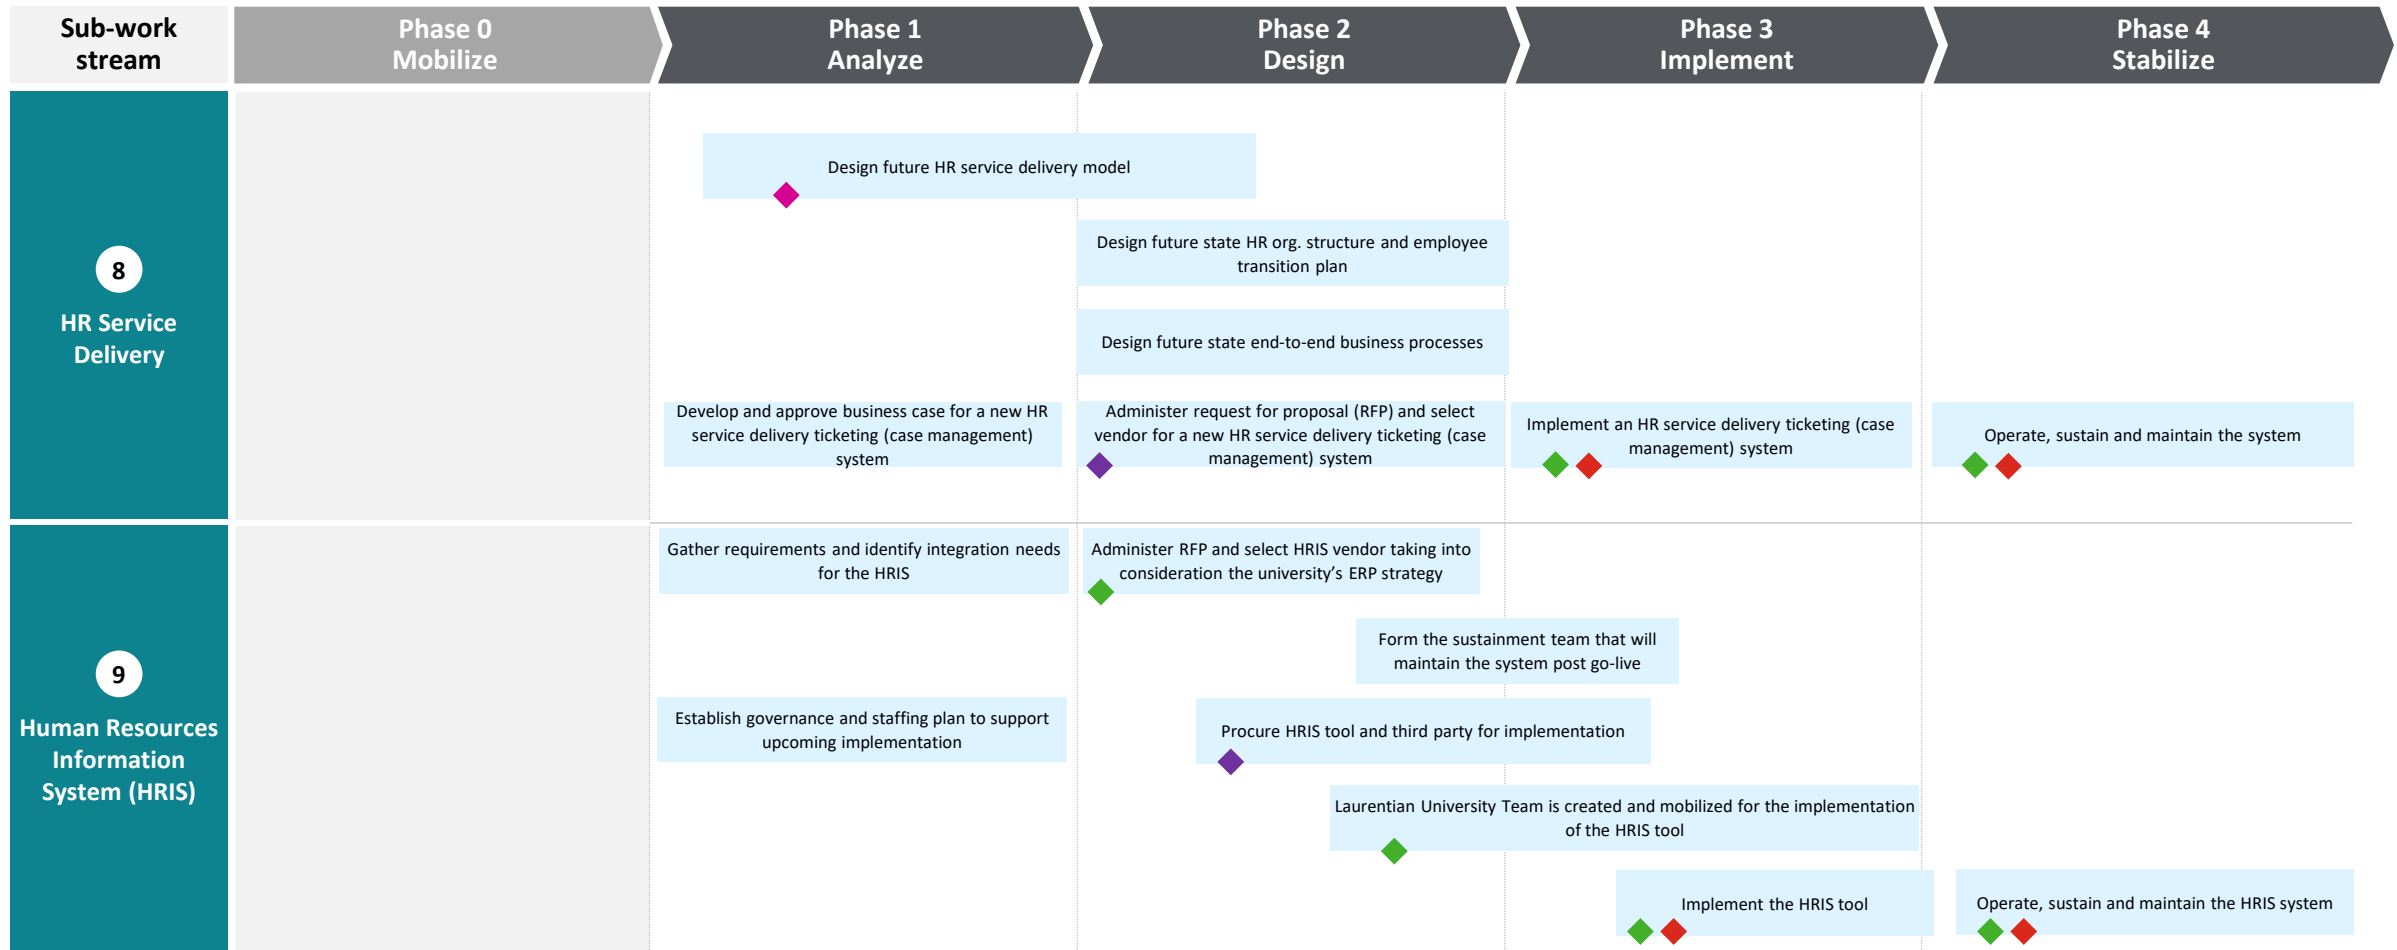 Sub-work
stream
Phase 0
Mobilize
Phase 1
Analyze
Phase 2
Design
Phase 3
Implement
Phase 4
Stabilize
8
HR Service
Delivery
Design future HR service delivery model
Design future state HR org. structure and employee
transition plan
Design future state end-to-end business processes
Develop and approve business case for a new HR
service delivery ticketing (case management)
system
Administer request for proposal (RFP) and select
vendor for a new HR service delivery ticketing (case
management) system
Implement an HR service delivery ticketing (case
management) system
Operate, sustain and maintain the system
9
Human Resources
Information
System (HRIS)
Gather requirements and identify integration needs
for the HRIS
Administer RFP and select HRIS vendor taking into
consideration the university’s ERP strategy
Form the sustainment team that will
maintain the system post go-live
Establish governance and staffing plan to support
upcoming implementation
Procure HRIS tool and third party for implementation
Laurentian University Team is created and mobilized for the implementation
of the HRIS tool
Implement the HRIS tool
Operate, sustain and maintain the HRIS system